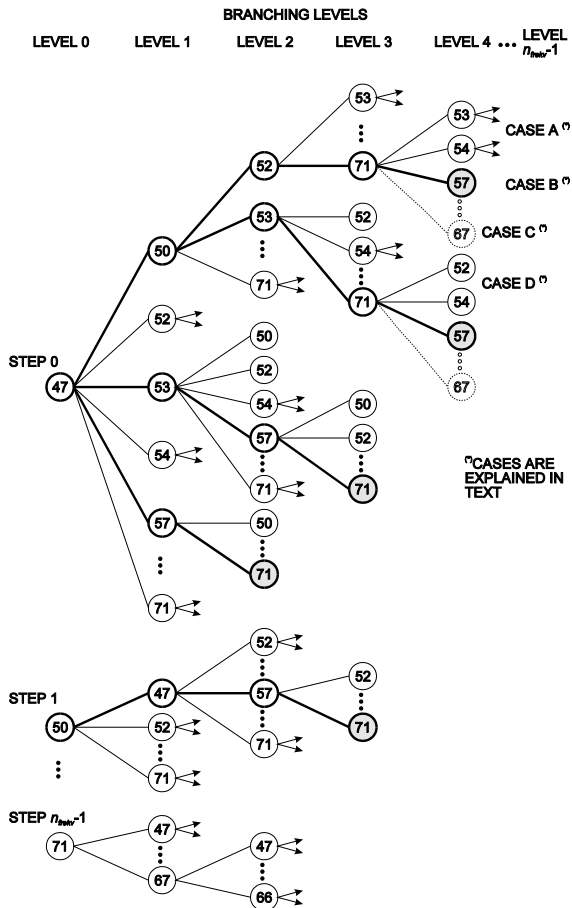 BRANCHING LEVELS
LEVEL 0 LEVEL 1 LEVEL 2 LEVEL 3 LEVEL 4 ... LEVEL
nfrekv-1
53
53
CASE A (*)
54
52 71
57 CASE B (*)
53 52
67 CASE C (*)
50 54
52
71 CASE D (*)
71 54
52
50 57
STEP 0
52
47 53 67
54 50
57 52
54
(*)CASES ARE
EXPLAINED IN
TEXT
71 71
57 50
71
71
52
52
47 57
STEP 1
50 52 71
71
71
STEP nfrekv-1
47
71 47
67
66